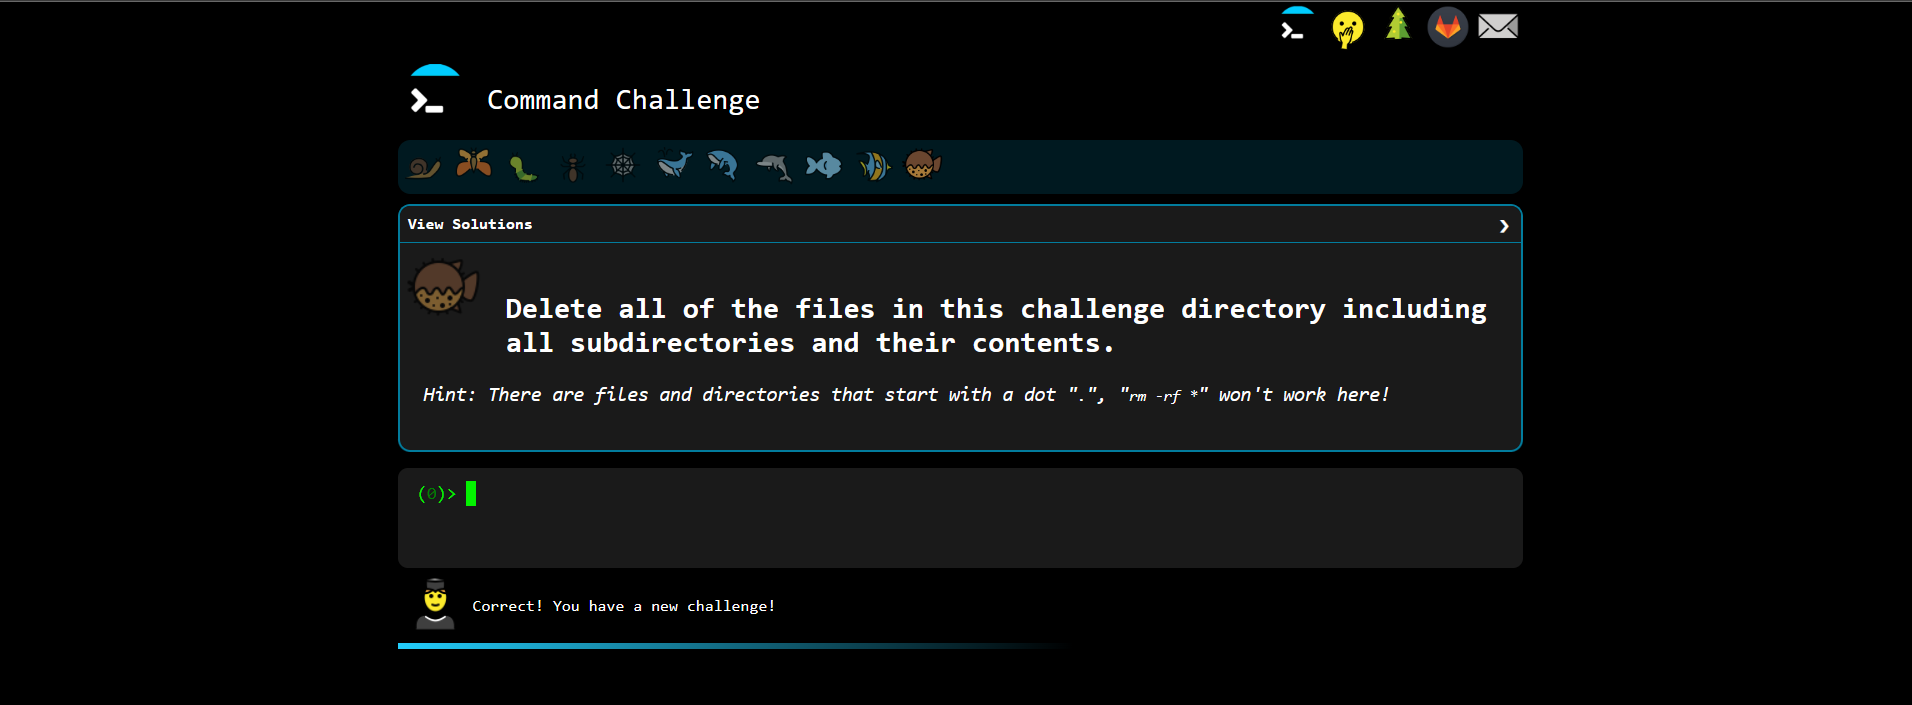 Command Challenge
View Solutions
Delete all of the files in this challenge directory including
all subdirectories and their contents.
Hint: There are files and directories that start with a dot ".", "rm -rf *" won't work here!
(0)>
Correct! You have a new challenge!